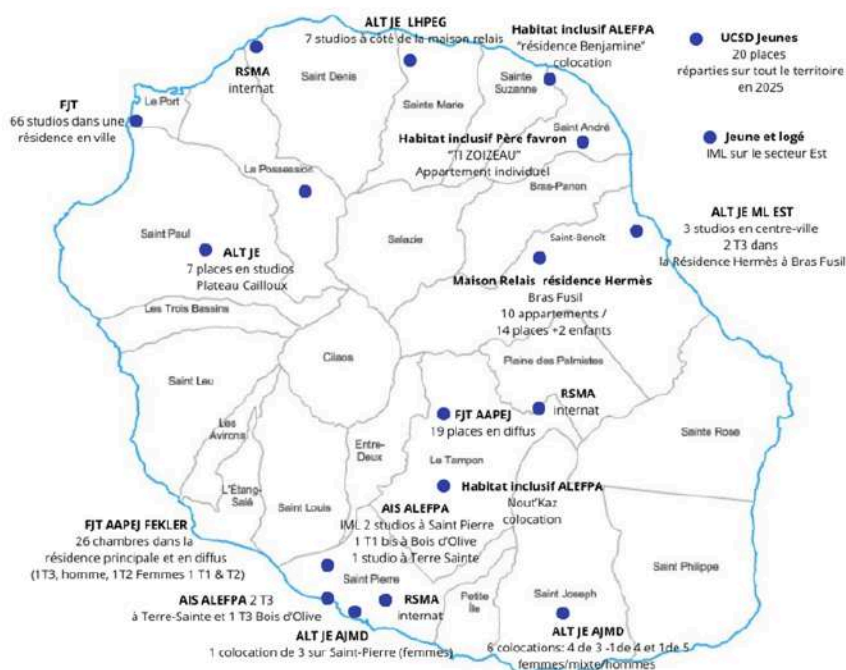 ALT JE LHPEG
7 studios à côté de la maison relais
Habitat inclusif ALEFPA
"résidence Benjamine"
colocation
UCSD Jeunes
20 places
réparties sur tout le territoire
en 2025
RSMA
internat
Saint Denis
Sainte Marie
Sainte
Suzanne
FJT
66 studios dans une
résidence en ville
Le Port
Habitat inclusif Père favron
"TI ZOIZEAU"
Appartement individuel
Saint André
Jeune et logé
IML sur le secteur Est
La Possession
Bras-Panon
ALT JE ML EST
3 studios en centre-ville
2 T3 dans
la Résidence Hermès à Bras Fusil
Saint Paul
ALT JE
7 places en studios
Plateau Cailloux
Salazie
Saint-Benoît
Maison Relais résidence Hermès
Bras Fusil
10 appartements /
14 places +2 enfants
Les Trois Bassins
Cilaos
Plaine des Palmistes
Saint Leu
RSMA
internat
FJT AAPEJ
19 places en diffus
Les
Avirons
Entre-
Deux
Le Tampon
Sainte Rose
L'Étang-
Salé
Saint Louis
Habitat inclusif ALEFPA
Nout'Kaz
colocation
AIS ALEFPA
IML 2 studios à Saint Pierre
1 T1 bis à Bois d'Olive
1 studio à Terre Sainte
FJT AAPEJ FEKLER
26 chambres dans la
résidence principale et en diffus
(1T3, homme, 1T2 Femmes 1 T1 & T2)
Saint Pierre
Petite
Île
Saint Joseph
Saint Philippe
AIS ALEFPA 2 T3
à Terre-Sainte et 1 T3 Bois d'Olive
RSMA
internat
ALT JE AJMD
1 colocation de 3 sur Saint-Pierre (femmes)
ALT JE AJMD
6 colocations: 4 de 3 -1de 4 et 1de 5
femmes/mixte/hommes